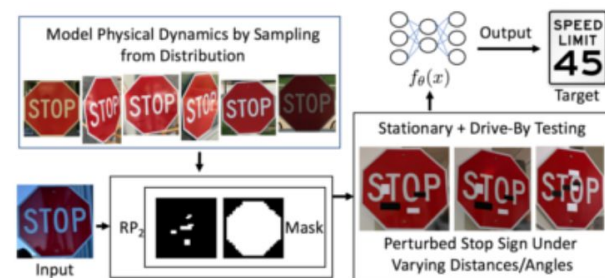 Model Physical Dynamics by Sampling
from Distribution
STOP STOP STOP STOP STOP STOP
Output
SPEED
LIMIT
45
fθ(x)
Target
Stationary + Drive-By Testing
STOP
RP₂
Mask
STOP STOP STOP
Input
Perturbed Stop Sign Under
Varying Distances/Angles